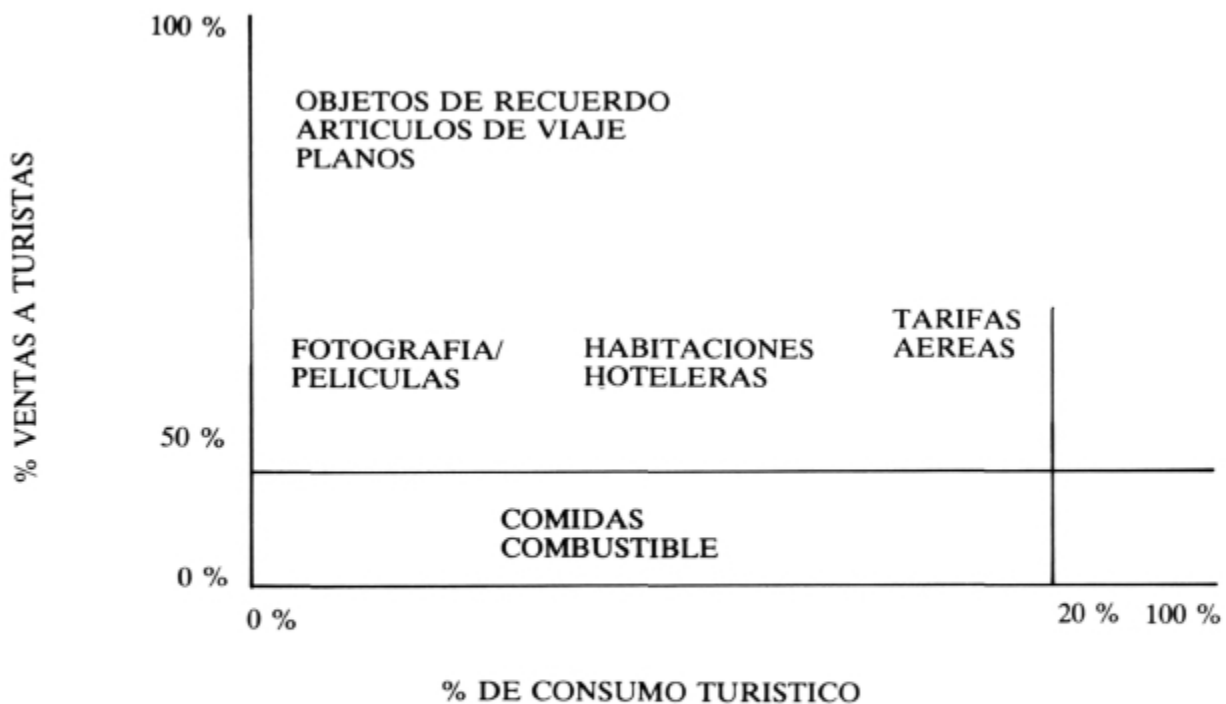 100 %
OBJETOS DE RECUERDO
ARTICULOS DE VIAJE
PLANOS
% VENTAS A TURISTAS
FOTOGRAFIA/
PELICULAS
HABITACIONES
HOTELERAS
TARIFAS
AEREAS
50 %
COMIDAS
COMBUSTIBLE
0 %
0 %
20 %
100 %
% DE CONSUMO TURISTICO